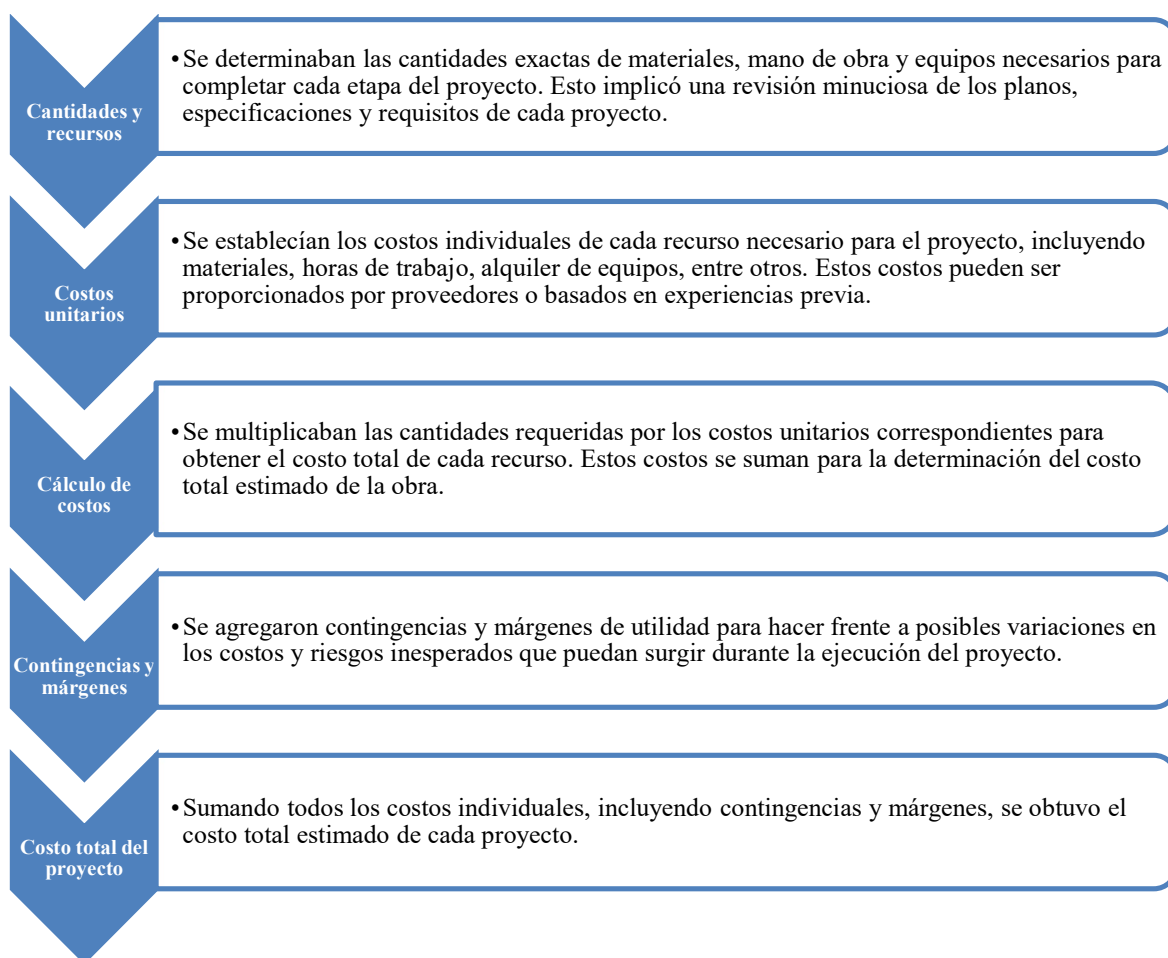 Cantidades y
recursos
•Se determinaban las cantidades exactas de materiales, mano de obra y equipos necesarios para
completar cada etapa del proyecto. Esto implicó una revisión minuciosa de los planos,
especificaciones y requisitos de cada proyecto.
Costos
unitarios
•Se establecían los costos individuales de cada recurso necesario para el proyecto, incluyendo
materiales, horas de trabajo, alquiler de equipos, entre otros. Estos costos pueden ser
proporcionados por proveedores o basados en experiencias previa.
Cálculo de
costos
•Se multiplicaban las cantidades requeridas por los costos unitarios correspondientes para
obtener el costo total de cada recurso. Estos costos se suman para la determinación del costo
total estimado de la obra.
Contingencias y
márgenes
•Se agregaron contingencias y márgenes de utilidad para hacer frente a posibles variaciones en
los costos y riesgos inesperados que puedan surgir durante la ejecución del proyecto.
Costo total del
proyecto
•Sumando todos los costos individuales, incluyendo contingencias y márgenes, se obtuvo el
costo total estimado de cada proyecto.